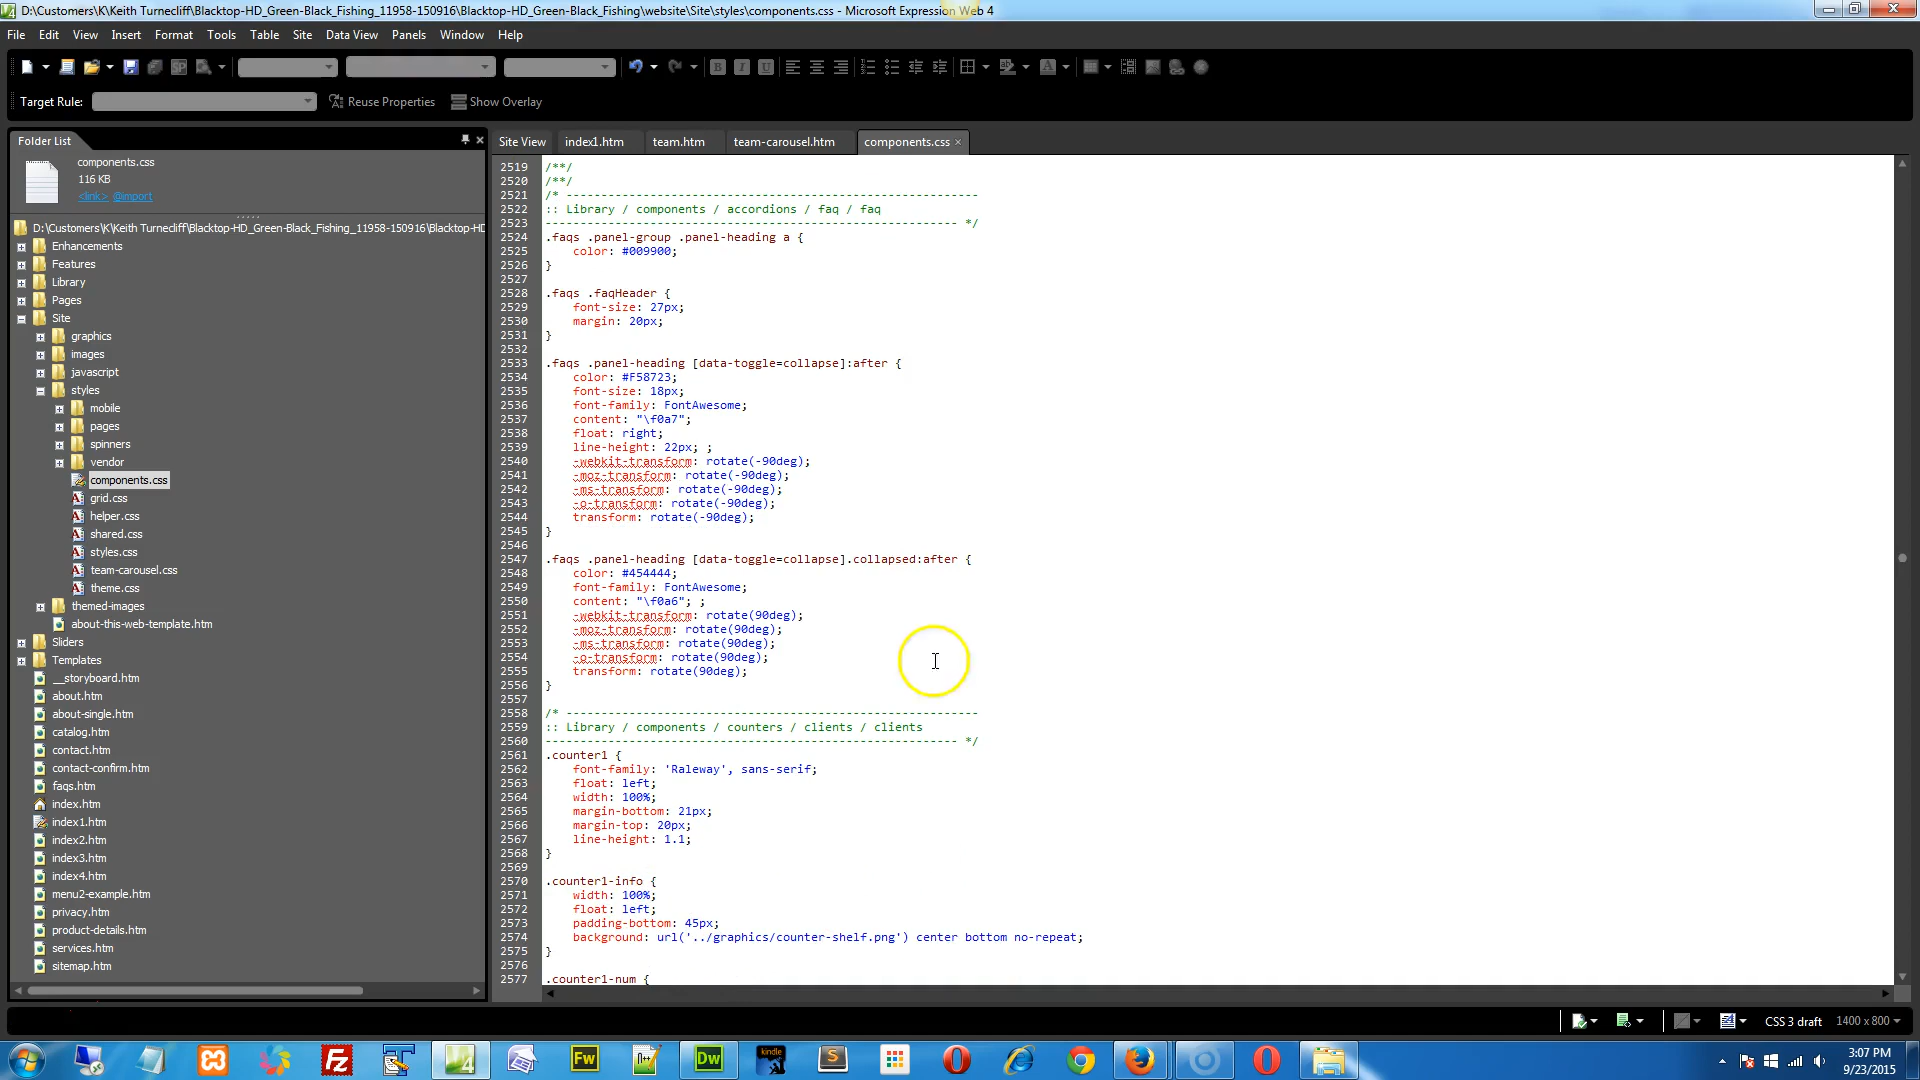 D:\Customers\K\Keith Turnecliff\Blacktop-HD_Green-Black_Fishing_11958-150916\Blacktop-HD_Green-Black_Fishing\website\Site\styles\components.css - Microsoft Expression Web 4
File Edit View Insert Format Tools Table Site Data View Panels Window Help
Target Rule: Reuse Properties Show Overlay
Folder List
Site View index1.htm team.htm team-carousel.htm components.css ×
components.css
116 KB
<link> @import
D:\Customers\K\Keith Turnecliff\Blacktop-HD_Green-Black_Fishing_11958-150916\Blacktop-HD
Enhancements
Features
Library
Pages
Site
graphics
images
javascript
styles
mobile
pages
spinners
vendor
components.css
grid.css
helper.css
shared.css
styles.css
team-carousel.css
theme.css
themed-images
about-this-web-template.htm
Sliders
Templates
__storyboard.htm
about.htm
about-single.htm
catalog.htm
contact.htm
contact-confirm.htm
faqs.htm
index.htm
index1.htm
index2.htm
index3.htm
index4.htm
menu2-example.htm
privacy.htm
product-details.htm
services.htm
sitemap.htm
2519 /**/
2520 /**/
2521 /* ---------------------------------------------------------
2522 :: Library / components / accordions / faq / faq
2523 --------------------------------------------------------- */
2524 .faqs .panel-group .panel-heading a {
2525 color: #009900;
2526 }
2527
2528 .faqs .faqHeader {
2529 font-size: 27px;
2530 margin: 20px;
2531 }
2532
2533 .faqs .panel-heading [data-toggle=collapse]:after {
2534 color: #F58723;
2535 font-size: 18px;
2536 font-family: FontAwesome;
2537 content: "\f0a7";
2538 float: right;
2539 line-height: 22px; ;
2540 -webkit-transform: rotate(-90deg);
2541 -moz-transform: rotate(-90deg);
2542 -ms-transform: rotate(-90deg);
2543 -o-transform: rotate(-90deg);
2544 transform: rotate(-90deg);
2545 }
2546
2547 .faqs .panel-heading [data-toggle=collapse].collapsed:after {
2548 color: #454444;
2549 font-family: FontAwesome;
2550 content: "\f0a6"; ;
2551 -webkit-transform: rotate(90deg);
2552 -moz-transform: rotate(90deg);
2553 -ms-transform: rotate(90deg);
2554 -o-transform: rotate(90deg);
2555 transform: rotate(90deg);
2556 }
2557
2558 /* ---------------------------------------------------------
2559 :: Library / components / counters / clients / clients
2560 --------------------------------------------------------- */
2561 .counter1 {
2562 font-family: 'Raleway', sans-serif;
2563 float: left;
2564 width: 100%;
2565 margin-bottom: 21px;
2566 margin-top: 20px;
2567 line-height: 1.1;
2568 }
2569
2570 .counter1-info {
2571 width: 100%;
2572 float: left;
2573 padding-bottom: 45px;
2574 background: url('../graphics/counter-shelf.png') center bottom no-repeat;
2575 }
2576
2577 .counter1-num {
CSS 3 draft 1400 x 800
3:07 PM
9/23/2015